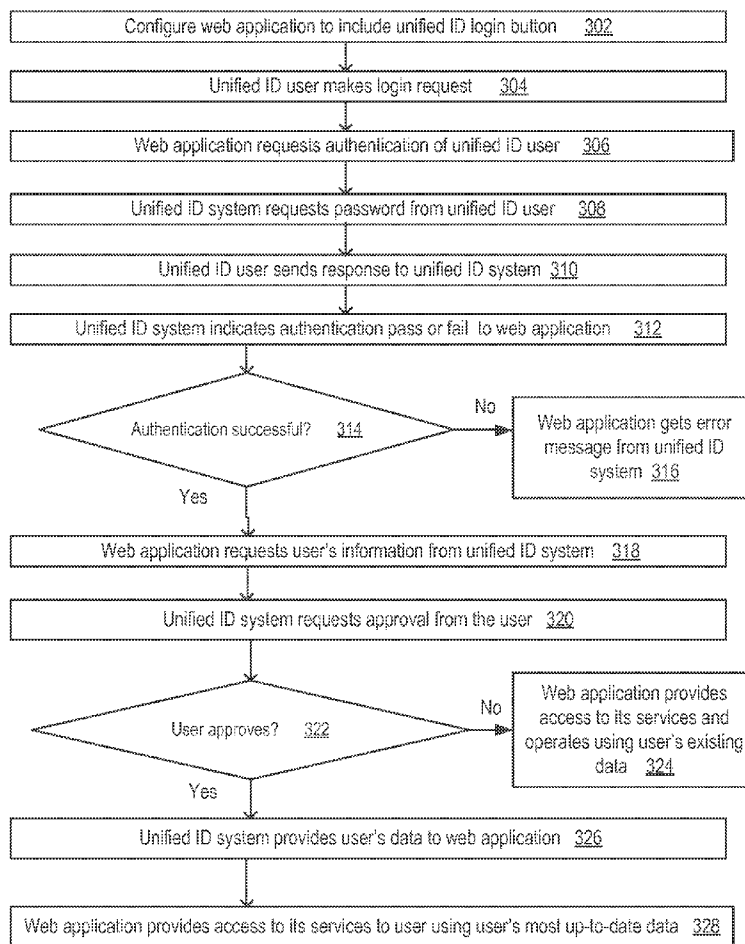 Configure web application to include unified ID login button 302
Unified ID user makes login request 304
Web application requests authentication of unified ID user 306
Unified ID system requests password from unified ID user 308
Unified ID user sends response to unified ID system 310
Unified ID system indicates authentication pass or fail to web application 312
Authentication successful? 314
No
Web application gets error
message from unified ID
system 316
Yes
Web application requests user's information from unified ID system 318
Unified ID system requests approval from the user 320
User approves? 322
No
Web application provides
access to its services and
operates using user's existing
data 324
Yes
Unified ID system provides user's data to web application 326
Web application provides access to its services to user using user's most up-to-date data 328